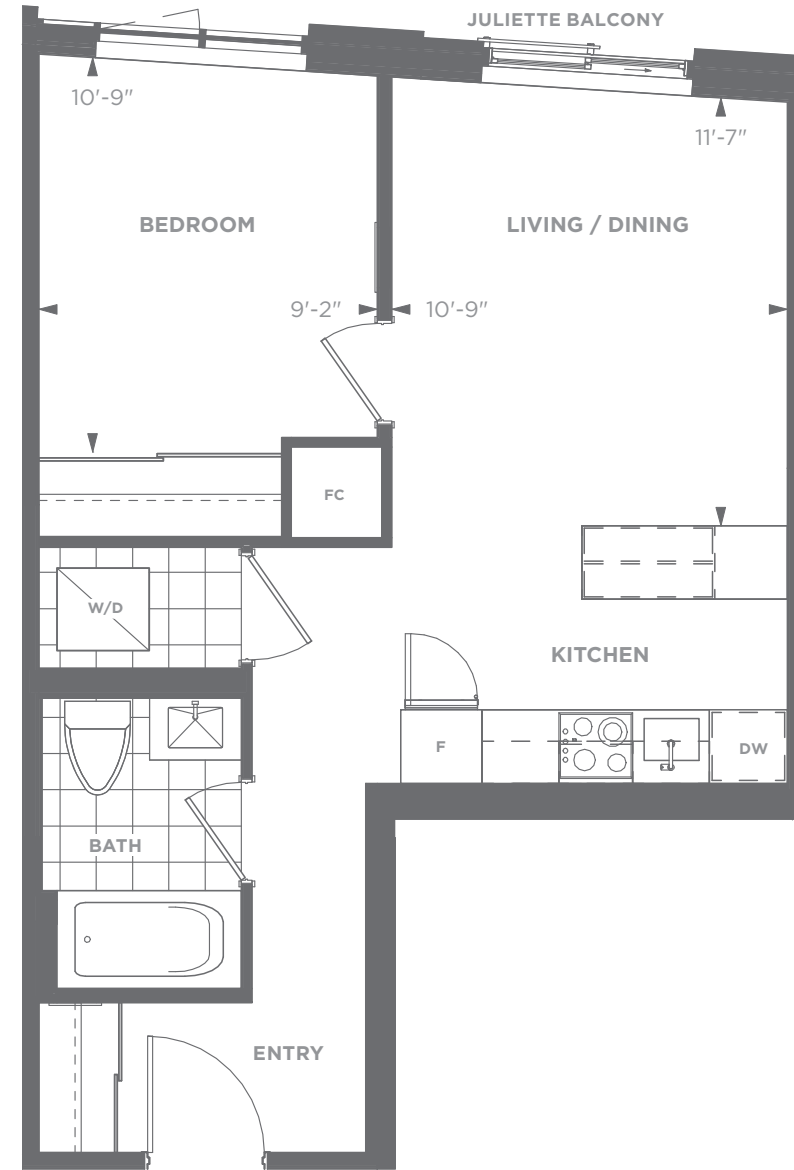 JULIETTE BALCONY
10'-9"
11'-7"
BEDROOM
LIVING / DINING
9'-2"
10'-9"
FC
W/D
KITCHEN
F
DW
BATH
ENTRY